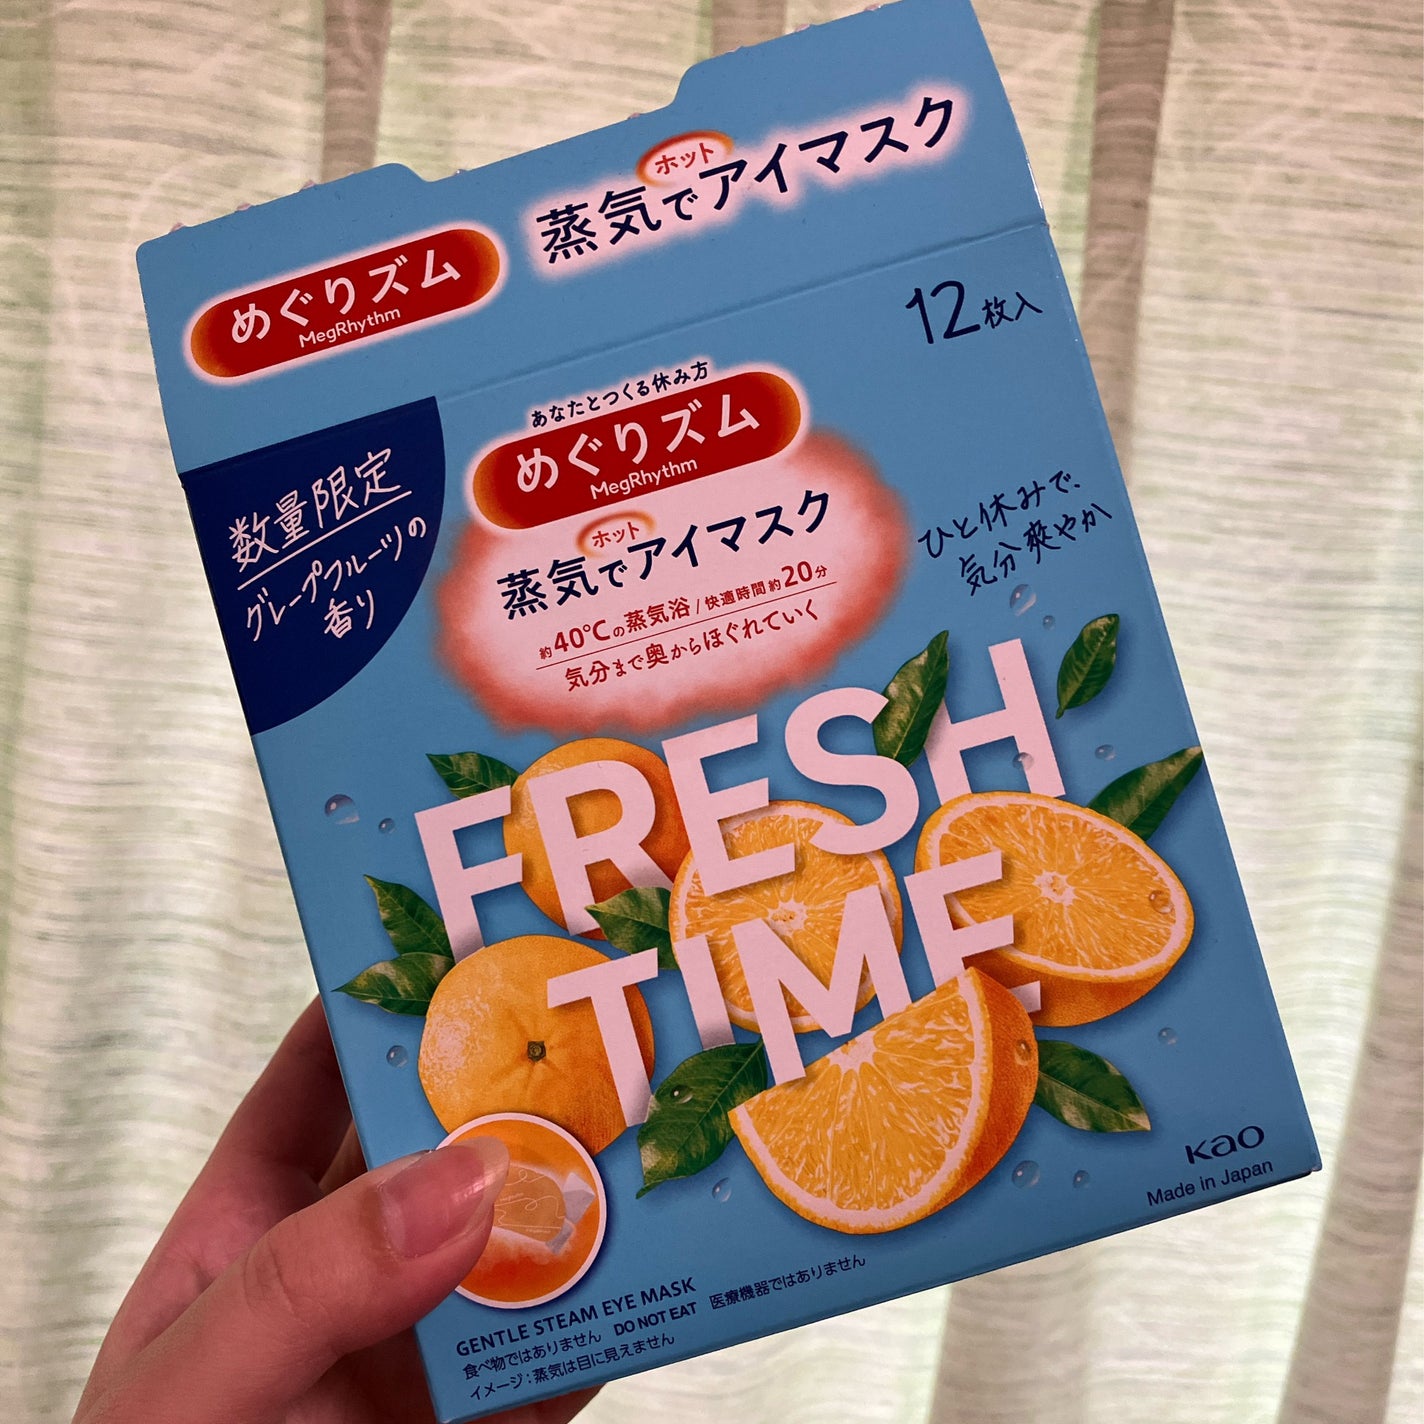 めぐりズム
MegRhythm
ホット
蒸気でアイマスク
12枚入
数量限定
グレープフルーツの
香り
あなたとつくる休み方
めぐりズム
MegRhythm
ホット
蒸気でアイマスク
約40℃の蒸気浴/快適時間約20分
気分まで奥からほぐれていく
ひと休みで、
気分爽やか
FRESH
TIME
kao
Made in Japan
GENTLE STEAM EYE MASK
食べ物ではありません DO NOT EAT 医療機器ではありません
イメージ:蒸気は目に見えません